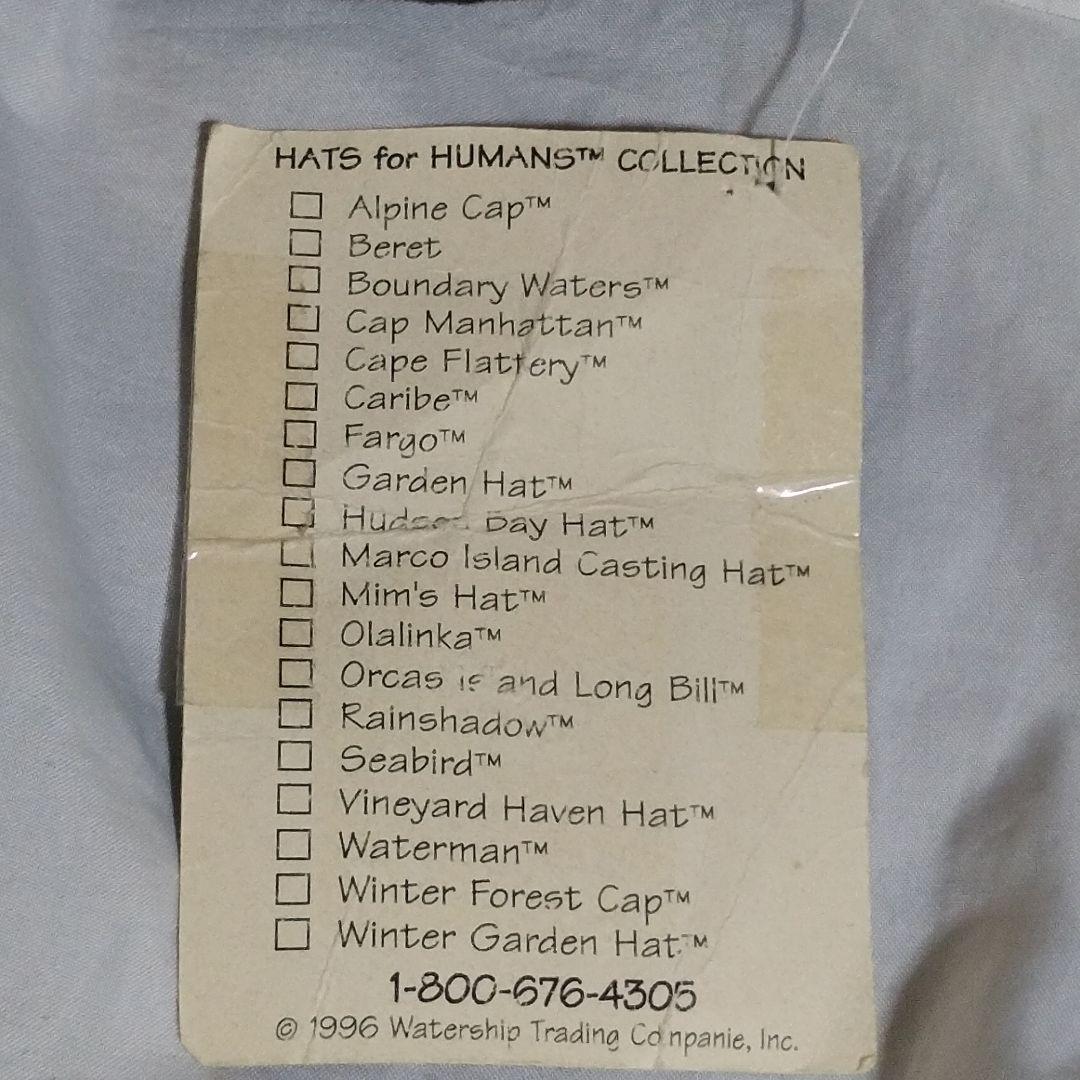 HATS for HUMANS™ COLLECTION
☐ Alpine Cap™
☐ Beret
☐ Boundary Waters™
☐ Cap Manhattan™
☐ Cape Flattery™
☐ Caribe™
☐ Fargo™
☐ Garden Hat™
☐ Hudson Bay Hat™
☐ Marco Island Casting Hat™
☐ Mim's Hat™
☐ Olalinka™
☐ Orcas Island Long Bill™
☐ Rainshadow™
☐ Seabird™
☐ Vineyard Haven Hat™
☐ Waterman™
☐ Winter Forest Cap™
☐ Winter Garden Hat™
1-800-676-4305
© 1996 Watership Trading Companie, Inc.